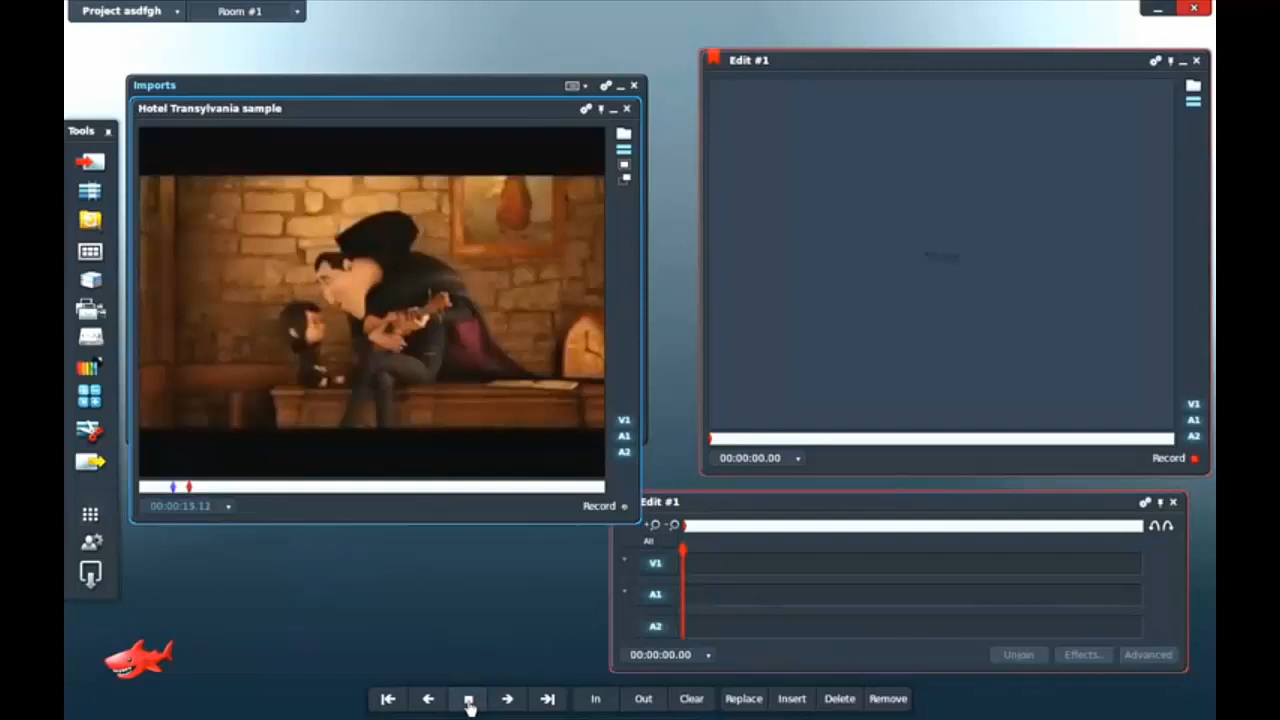 Project asdfgh
Room #1
Imports
Hotel Transylvania sample
Tools
V1
A1
A2
00:00:15.12
Record
Edit #1
V1
A1
A2
00:00:00.00
Record
Edit #1
All
V1
A1
A2
00:00:00.00
Unjoin
Effects...
Advanced
In
Out
Clear
Replace
Insert
Delete
Remove